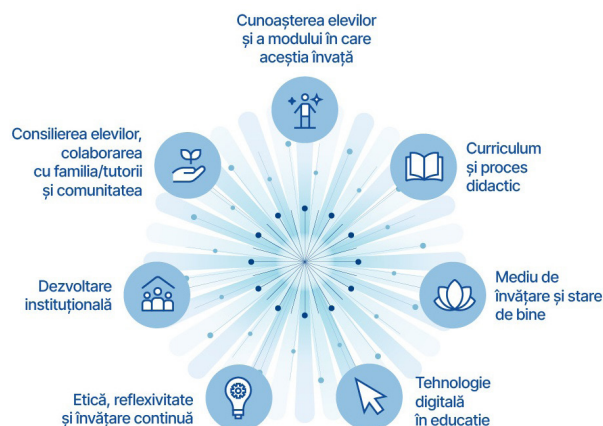 Cunoașterea elevilor
și a modului în care
aceștia învață
Curriculum
și proces
didactic
Mediu de
învățare și stare
de bine
Tehnologie
digitală
în educatie
Etică, reflexivitate
și învățare continuă
Dezvoltare
instituțională
Consilierea elevilor,
colaborarea
cu familia/tutorii
și comunitatea